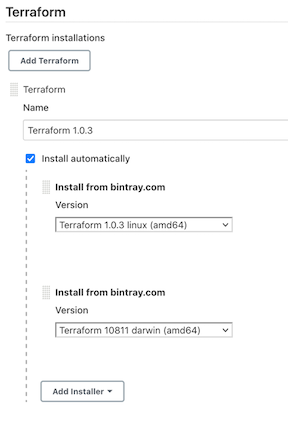 Terraform
Terraform installations
Add Terraform
Terraform
Name
Terraform 1.0.3
Install automatically
Install from bintray.com
Version
Terraform 1.0.3 linux (amd64)
Install from bintray.com
Version
Terraform 10811 darwin (amd64)
Add Installer